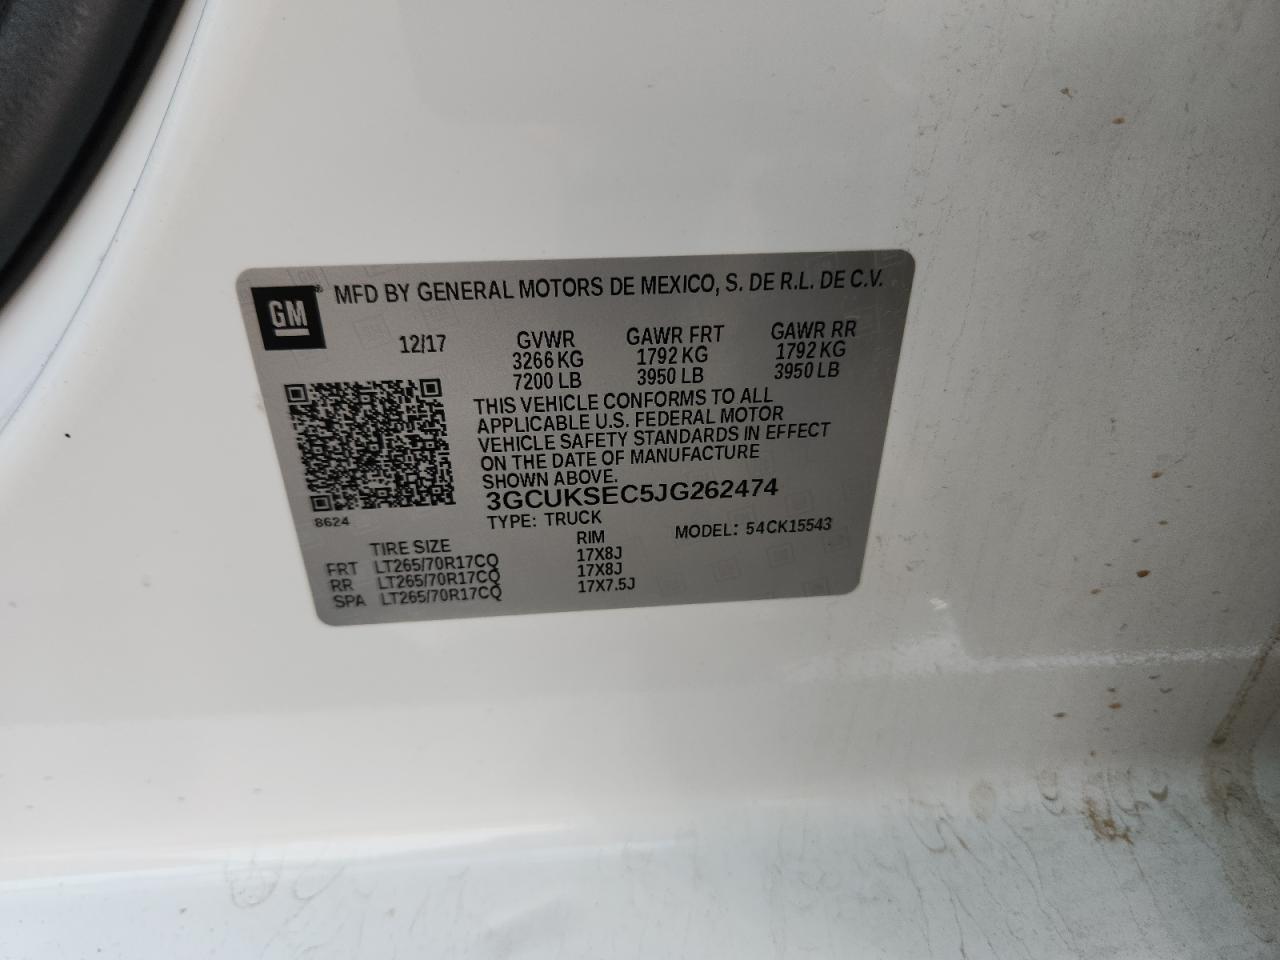 GM® MFD BY GENERAL MOTORS DE MEXICO, S. DE R.L. DE C.V.
12/17 GVWR GAWR FRT GAWR RR
3266 KG 1792 KG 1792 KG
7200 LB 3950 LB 3950 LB
THIS VEHICLE CONFORMS TO ALL
APPLICABLE U.S. FEDERAL MOTOR
VEHICLE SAFETY STANDARDS IN EFFECT
ON THE DATE OF MANUFACTURE
SHOWN ABOVE.
3GCUKSEC5JG262474
8624 TYPE: TRUCK MODEL: 54CK15543
TIRE SIZE RIM
FRT LT265/70R17CQ 17X8J
RR LT265/70R17CQ 17X8J
SPA LT265/70R17CQ 17X7.5J